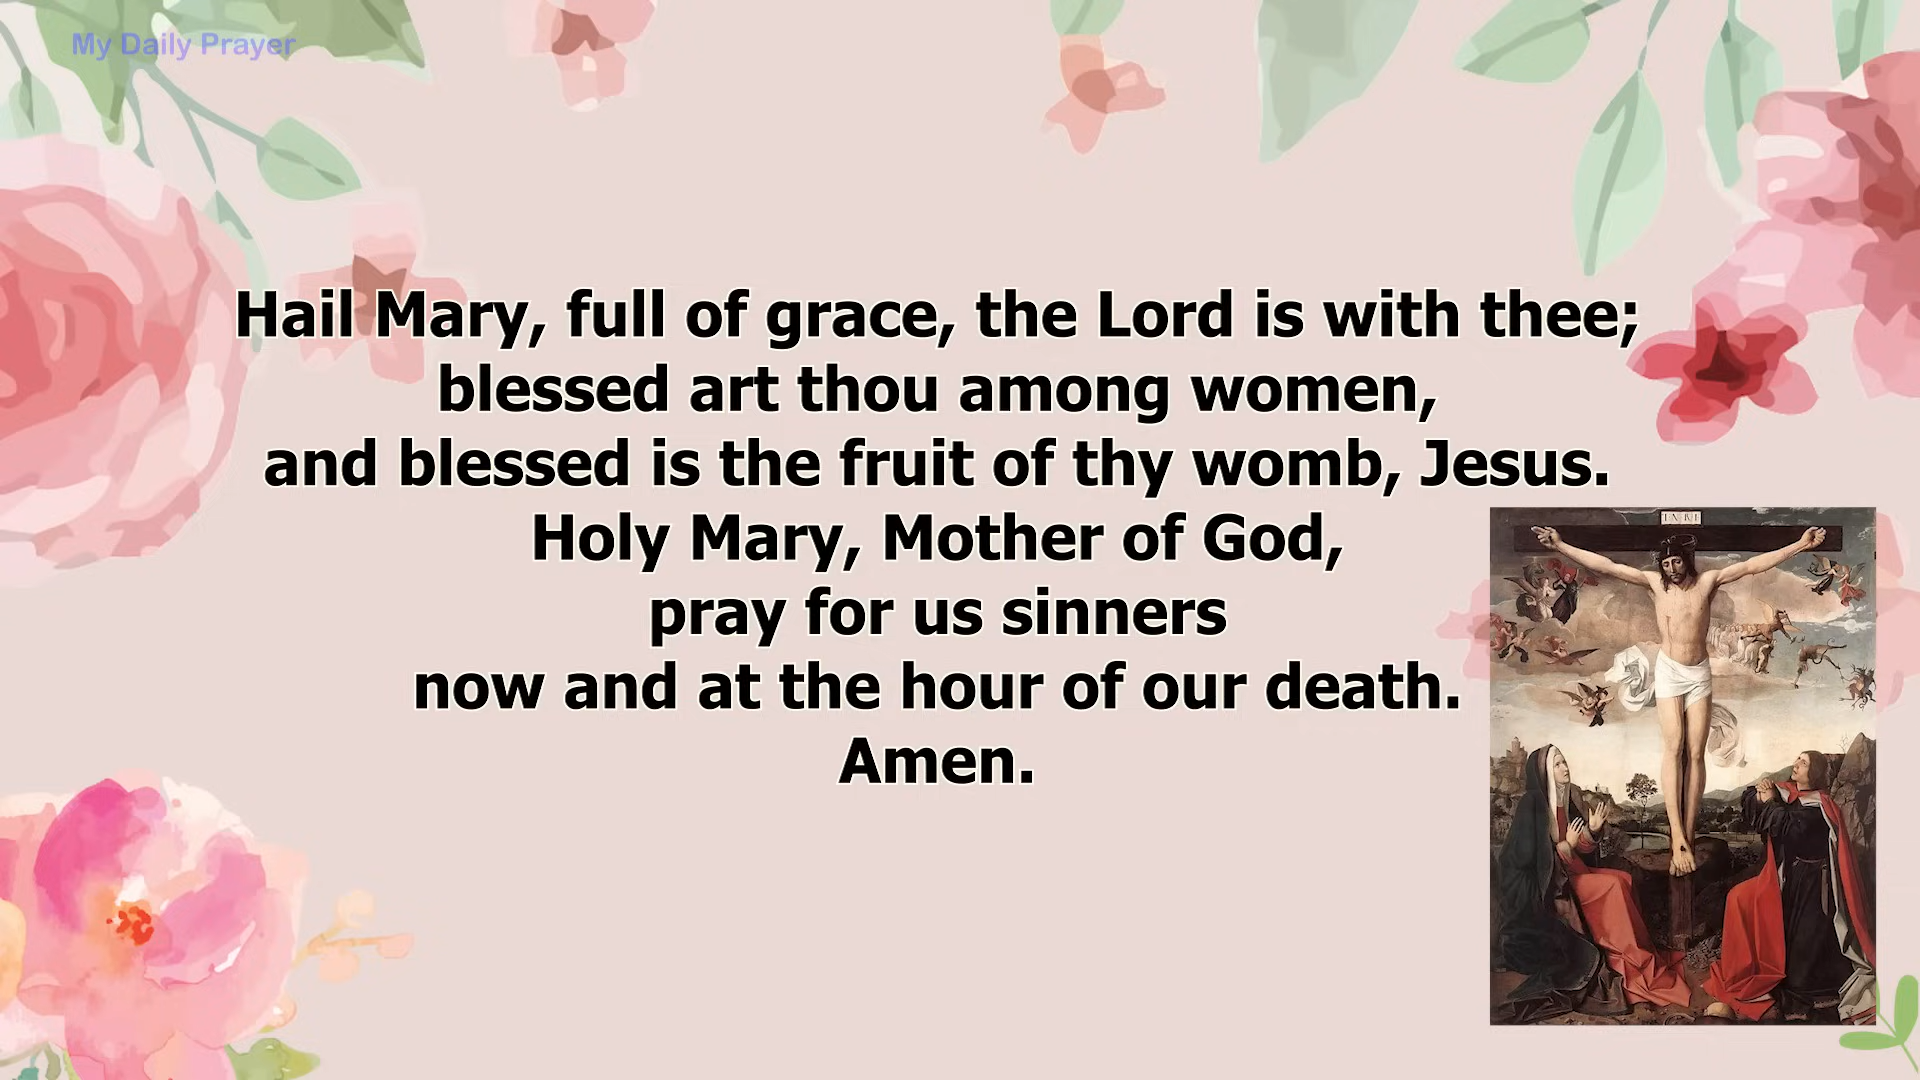 My Daily Prayer
Hail Mary, full of grace, the Lord is with thee;
blessed art thou among women,
and blessed is the fruit of thy womb, Jesus.
Holy Mary, Mother of God,
pray for us sinners
now and at the hour of our death.
Amen.